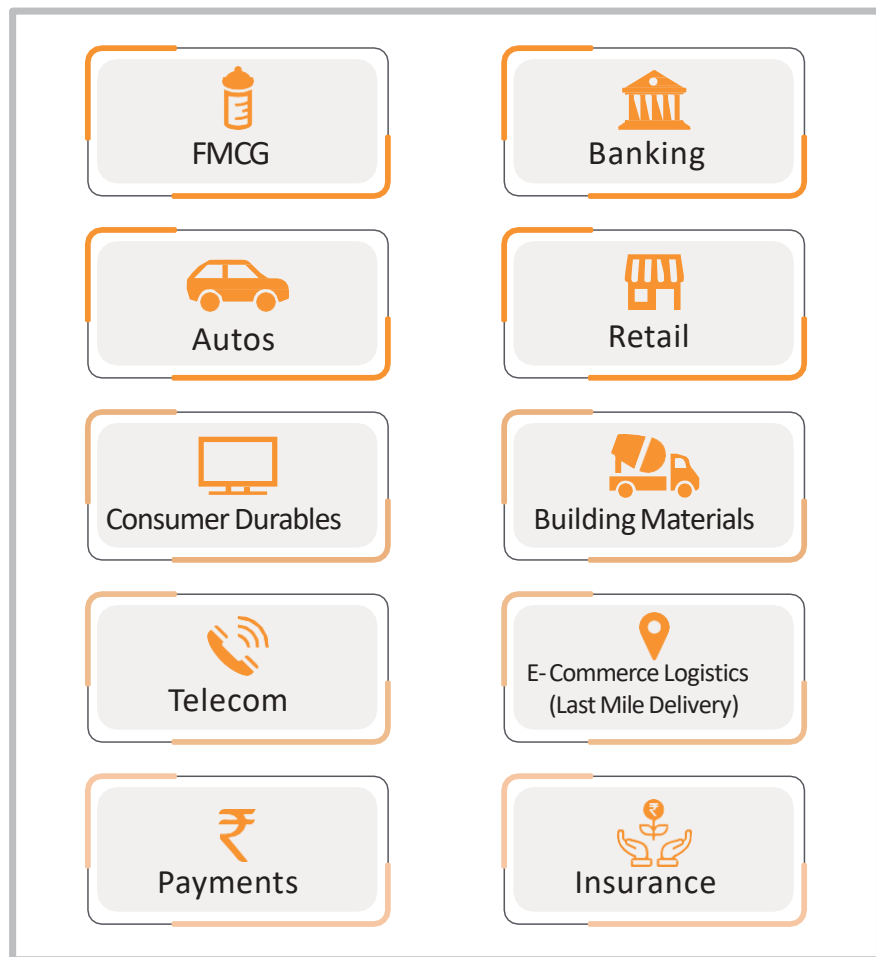 FMCG
Banking
Autos
Retail
Consumer Durables
Building Materials
Telecom
E-Commerce Logistics
(Last Mile Delivery)
₹
Payments
₹
Insurance